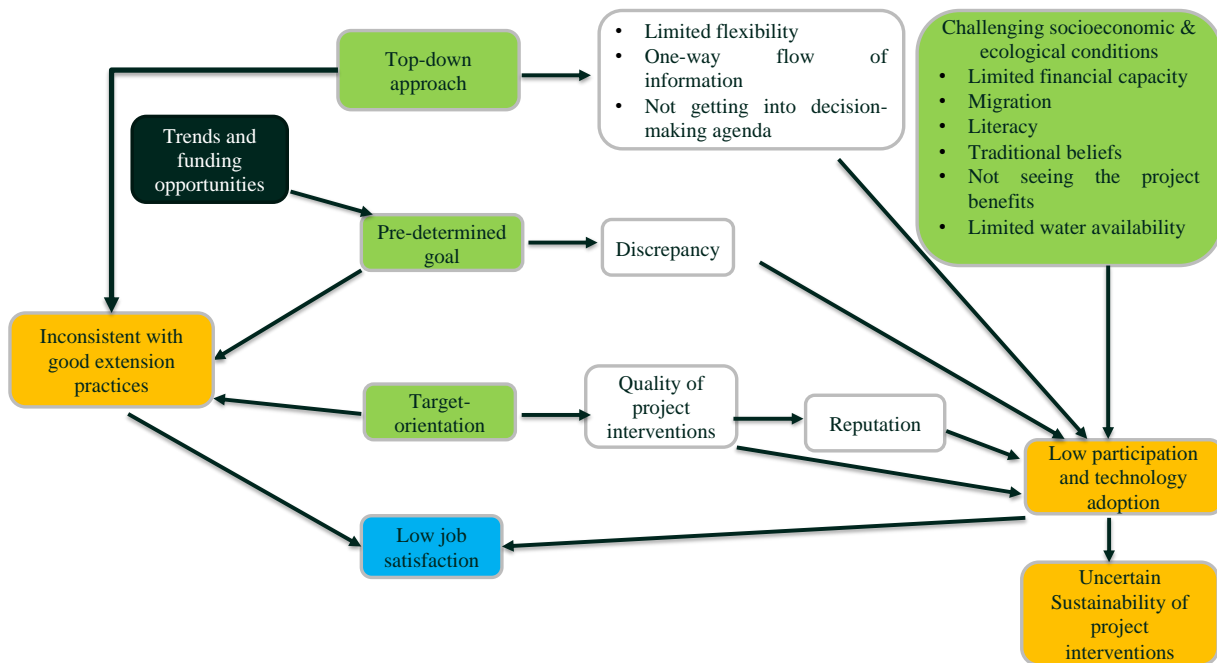 Top-down
approach
• Limited flexibility
• One-way flow of
information
• Not getting into decision-
making agenda
Challenging socioeconomic &
ecological conditions
• Limited financial capacity
• Migration
• Literacy
• Traditional beliefs
• Not seeing the project
benefits
• Limited water availability
Trends and
funding
opportunities
Pre-determined
goal
Discrepancy
Inconsistent with
good extension
practices
Target-
orientation
Quality of
project
interventions
Reputation
Low participation
and technology
adoption
Low job
satisfaction
Uncertain
Sustainability of
project
interventions